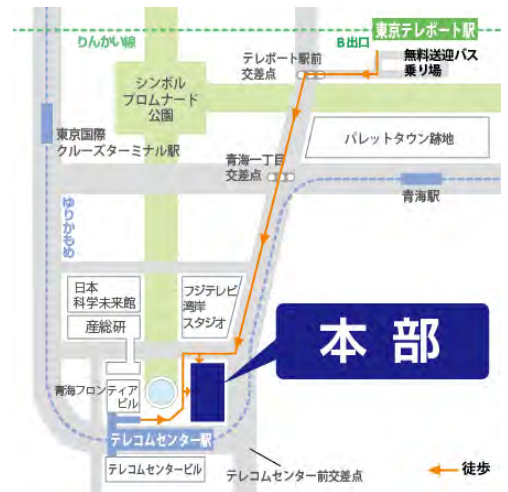 東京テレポート駅
りんかい線
B出口
テレポート駅前
交差点
無料送迎バス
乗り場
シンボル
プロムナード
公園
東京国際
クルーズターミナル駅
パレットタウン跡地
青海一丁目
交差点
青海駅
ゆりかもめ
日本
科学未来館
フジテレビ
湾岸
スタジオ
産総研
本部
青海フロンティア
ビル
テレコムセンター駅
テレコムセンタービル
テレコムセンター前交差点
徒歩